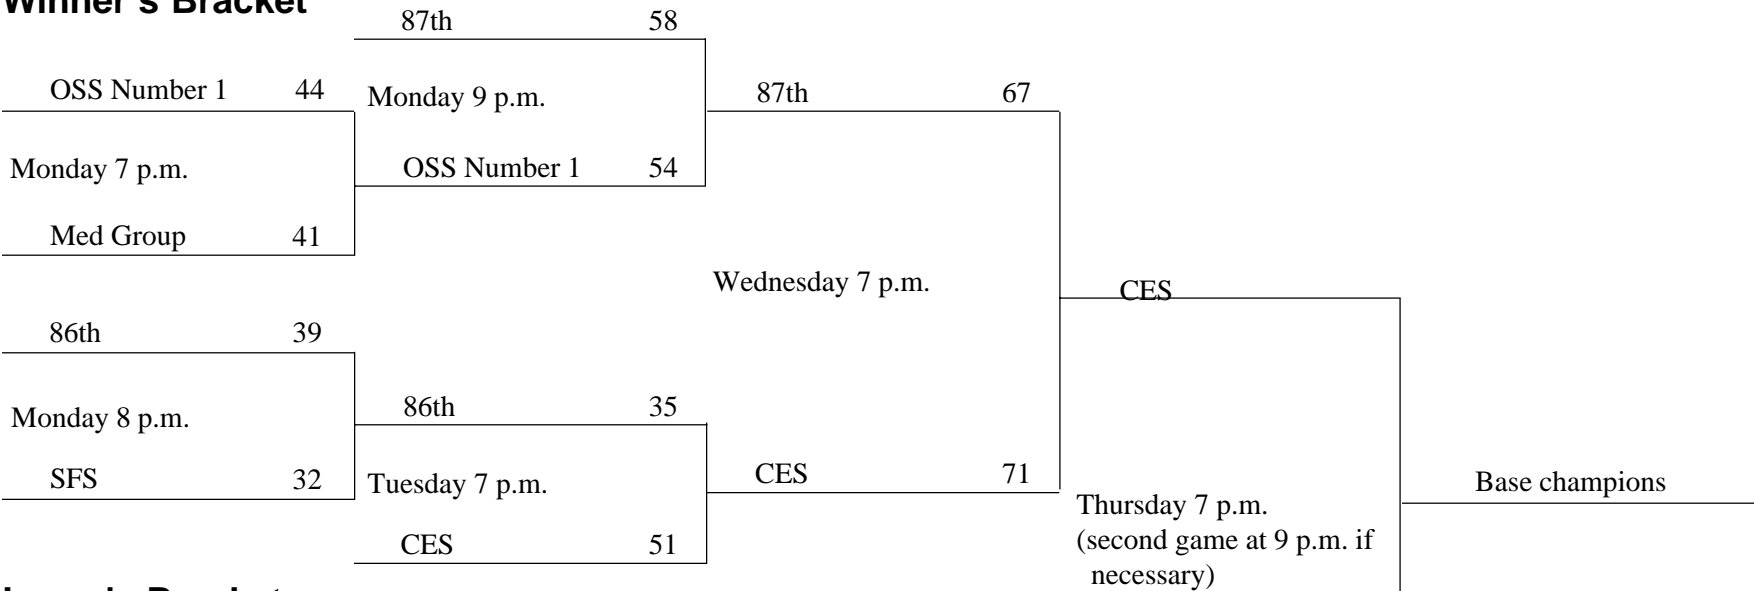 Winner's Bracket
87th 58
OSS Number 1 44
Monday 9 p.m.
87th 67
Monday 7 p.m.
OSS Number 1 54
Med Group 41
Wednesday 7 p.m.
CES
86th 39
86th 35
Monday 8 p.m.
SFS 32
Tuesday 7 p.m.
CES 71
Base champions
Thursday 7 p.m.
(second game at 9 p.m. if
necessary)
CES 51